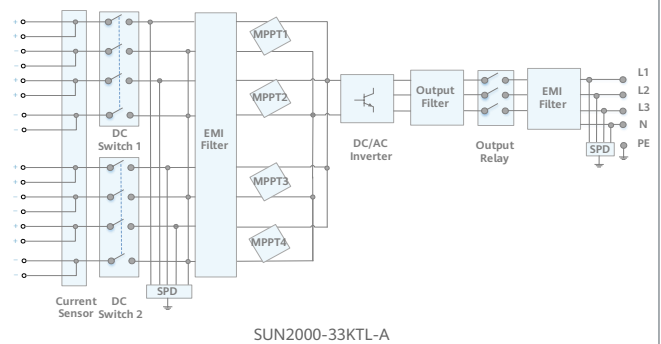 MPPT1
MPPT2
MPPT3
MPPT4
DC
Switch 1
EMI
Filter
DC/AC
Inverter
Output
Filter
Output
Relay
EMI
Filter
L1
L2
L3
N
PE
SPD
SPD
Current
Sensor
DC
Switch 2
SUN2000-33KTL-A